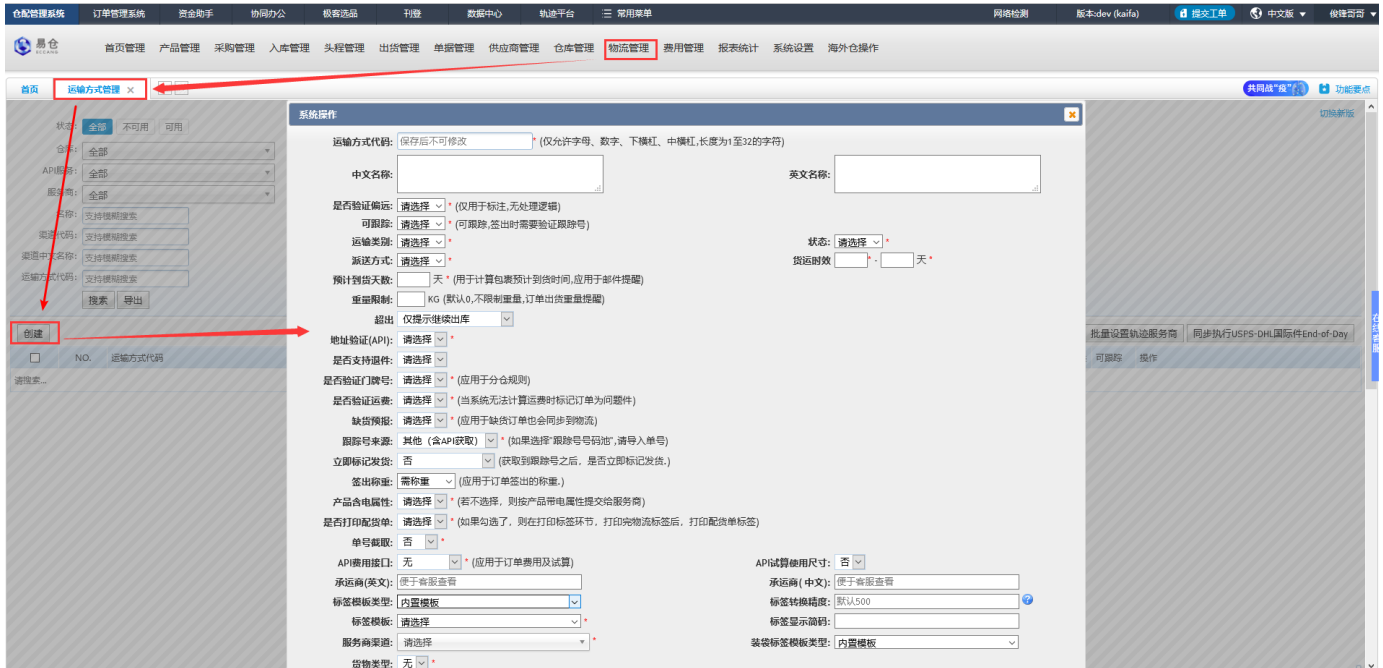 仓配管理系统 订单管理系统 资金助手 协同办公 极客选品 刊登 数据中心 轨迹平台 三 常用菜单 网络检测 版本:dev (kaifa) 提交工单 中文版 俊锋哥哥
易仓 首页管理 产品管理 采购管理 入库管理 头程管理 出货管理 单据管理 供应商管理 仓库管理 物流管理 费用管理 报表统计 系统设置 海外仓操作
ECCANG
首页 运输方式管理 × 共同战"疫" 功能要点
切换新版
系统操作
状态: 全部 不可用 可用
仓库: 全部
API服务: 全部
服务商: 全部
名称: 支持模糊搜索
渠道代码: 支持模糊搜索
渠道中文名称: 支持模糊搜索
运输方式代码: 支持模糊搜索
搜索 导出
创建 批量设置轨迹服务商 同步执行USPS-DHL国际件End-of-Day
NO. 运输方式代码 可跟踪 操作
请搜索...
运输方式代码: 保存后不可修改 * (仅允许字母、数字、下横杠、中横杠,长度为1至32的字符)
中文名称: 英文名称:
是否验证偏远: 请选择 * (仅用于标注,无处理逻辑)
可跟踪: 请选择 * (可跟踪,签出时需要验证跟踪号)
运输类别: 请选择 * 状态: 请选择 *
派送方式: 请选择 * 货运时效 * - 天 *
预计到货天数: 天 * (用于计算包裹预计到货时间,应用于邮件提醒)
重量限制: KG (默认0,不限制重量,订单出货重量提醒)
超出 仅提示继续出库
地址验证(API): 请选择 *
是否支持退件: 请选择
是否验证门牌号: 请选择 * (应用于分仓规则)
是否验证运费: 请选择 * (当系统无法计算运费时标记订单为问题件)
缺货预报: 请选择 * (应用于缺货订单也会同步到物流)
跟踪号来源: 其他（含API获取） * (如果选择"跟踪号号码池",请导入单号)
立即标记发货: 否 (获取到跟踪号之后，是否立即标记发货.)
签出称重: 需称重 (应用于订单签出的称重.)
产品含电属性: 请选择 * (若不选择，则按产品带电属性提交给服务商)
是否打印配货单: 请选择 * (如果勾选了，则在打印标签环节，打印完物流标签后，打印配货单标签)
单号截取: 否 *
API费用接口: 无 * (应用于订单费用及试算) API试算使用尺寸: 否
承运商(英文): 便于客服查看 承运商( 中文): 便于客服查看
标签模板类型: 内置模板 标签转换精度: 默认500
标签模板: 请选择 * 标签显示简码:
服务商渠道: 请选择 * 装袋标签模板类型: 内置模板
货物类型: 无 *
在线客服